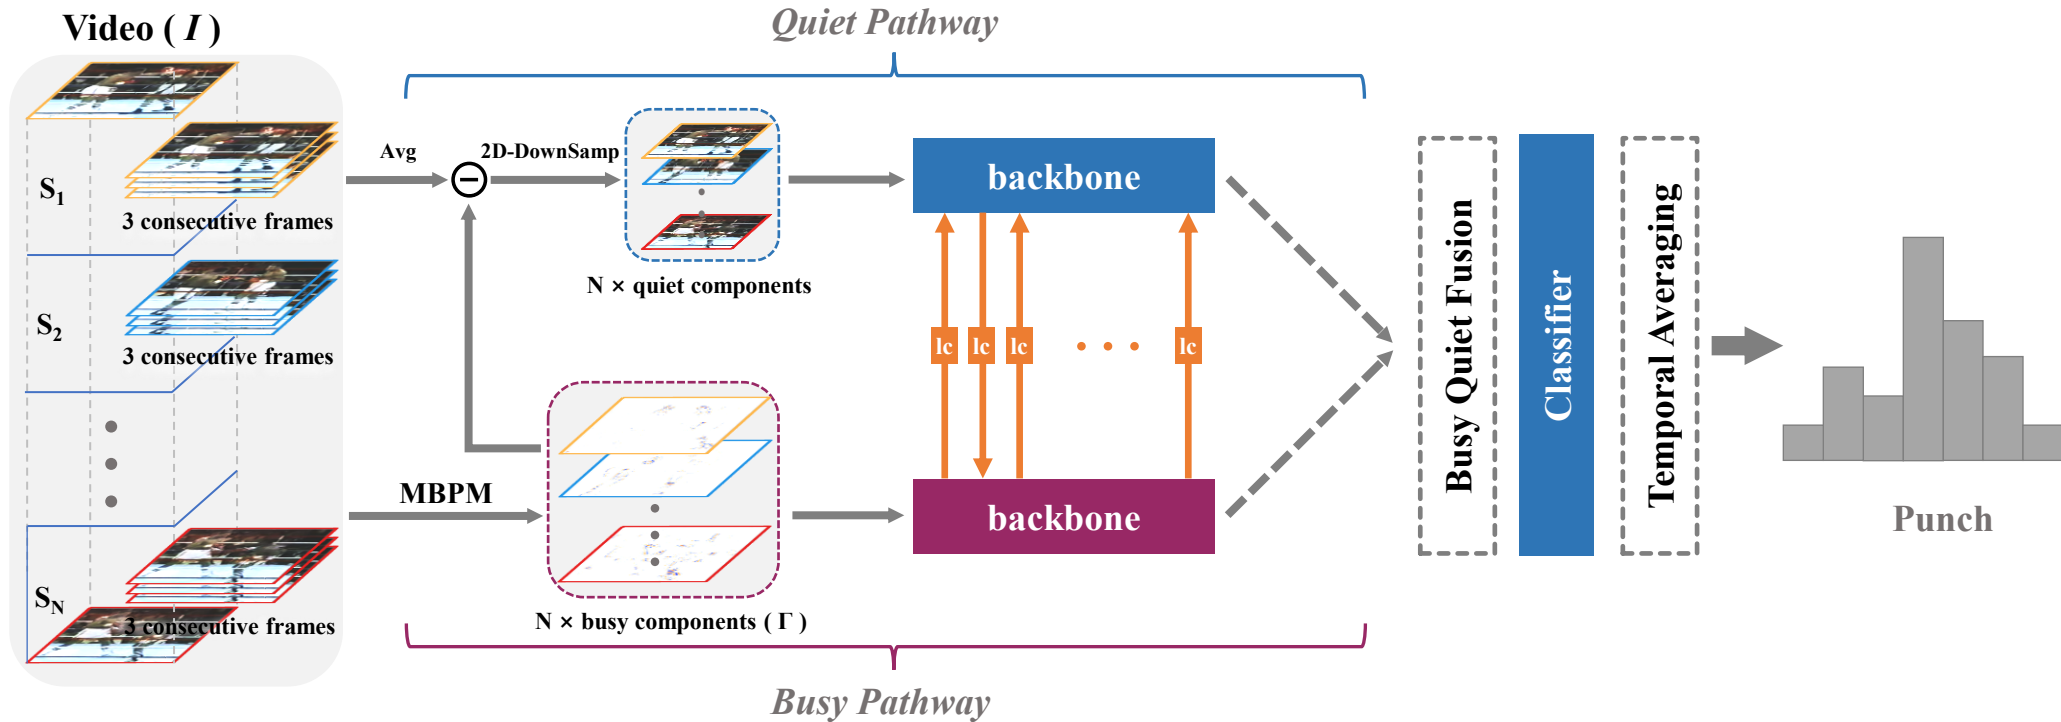 Video ( I )
Quiet Pathway
S1
3 consecutive frames
S2
3 consecutive frames
SN
3 consecutive frames
Avg
2D-DownSamp
N × quiet components
MBPM
N × busy components ( Γ )
backbone
lc
lc
lc
lc
backbone
Busy Pathway
Busy Quiet Fusion
Classifier
Temporal Averaging
Punch